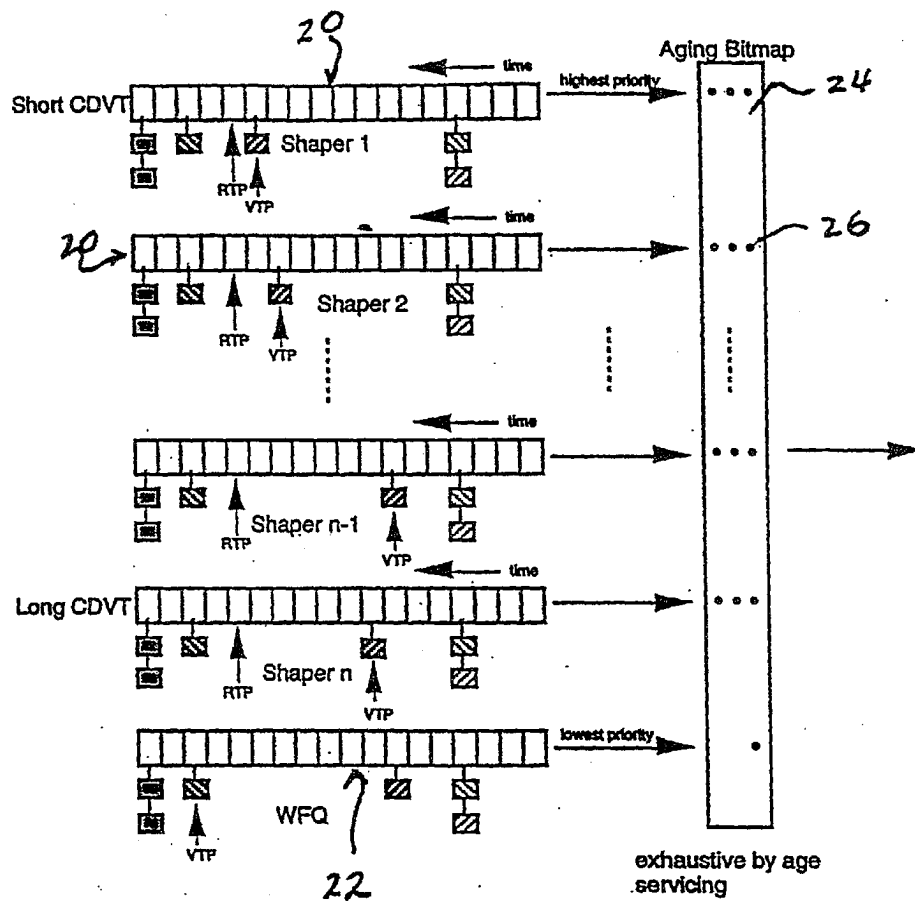 20
Aging Bitmap
time
Short CDVT
highest priority
24
Shaper 1
RTP
VTP
time
20
26
Shaper 2
RTP
VTP
time
Shaper n-1
RTP
VTP
time
Long CDVT
Shaper n
RTP
VTP
lowest priority
WFQ
VTP
22
exhaustive by age
servicing